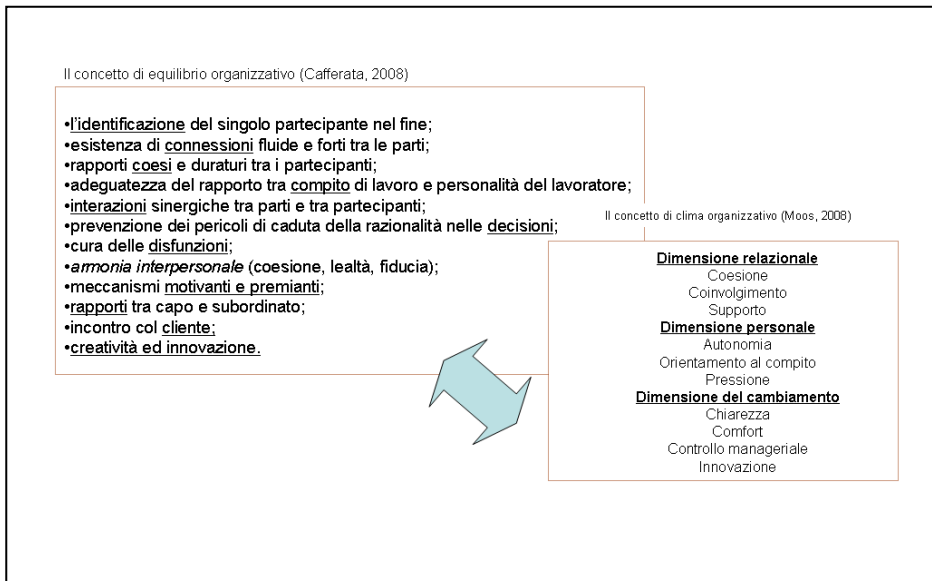 Il concetto di equilibrio organizzativo (Cafferata, 2008)
•l'identificazione del singolo partecipante nel fine;
•esistenza di connessioni fluide e forti tra le parti;
•rapporti coesi e duraturi tra i partecipanti;
•adeguatezza del rapporto tra compito di lavoro e personalità del lavoratore;
•interazioni sinergiche tra parti e tra partecipanti;
•prevenzione dei pericoli di caduta della razionalità nelle decisioni;
•cura delle disfunzioni;
•armonia interpersonale (coesione, lealtà, fiducia);
•meccanismi motivanti e premianti;
•rapporti tra capo e subordinato;
•incontro col cliente;
•creatività ed innovazione.
Il concetto di clima organizzativo (Moos, 2008)
Dimensione relazionale
Coesione
Coinvolgimento
Supporto
Dimensione personale
Autonomia
Orientamento al compito
Pressione
Dimensione del cambiamento
Chiarezza
Comfort
Controllo manageriale
Innovazione